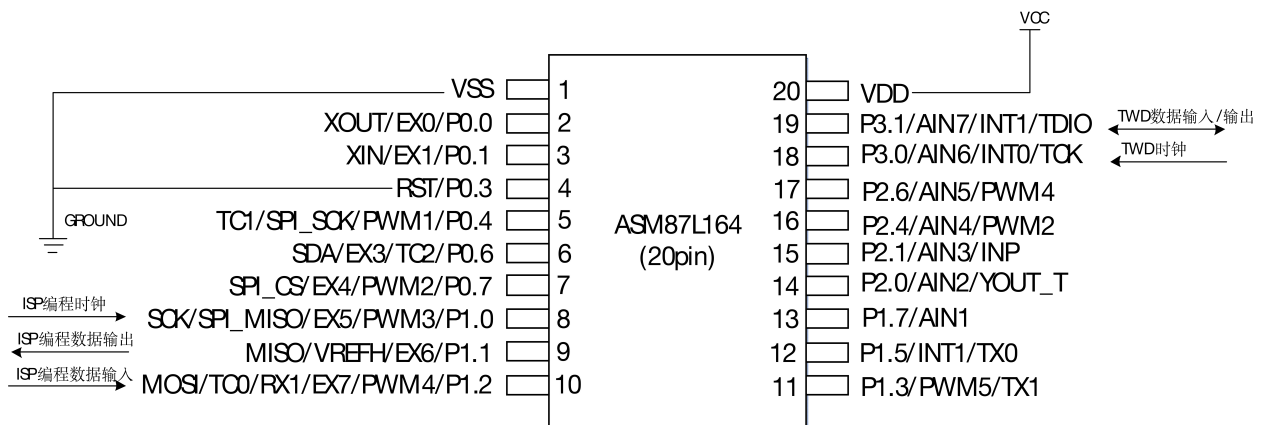 VCC
VSS 1
20 VDD
XOUT/EX0/P0.0 2
19 P3.1/AIN7/INT1/TDIO TWD数据输入/输出
XIN/EX1/P0.1 3
18 P3.0/AIN6/INT0/TCK TWD时钟
RST/P0.3 4
17 P2.6/AIN5/PWM4
GROUND
TC1/SPI_SCK/PWM1/P0.4 5
ASM87L164
(20pin)
16 P2.4/AIN4/PWM2
SDA/EX3/TC2/P0.6 6
15 P2.1/AIN3/INP
SPI_CS/EX4/PWM2/P0.7 7
14 P2.0/AIN2/YOUT_T
ISP编程时钟
SCK/SPI_MISO/EX5/PWM3/P1.0 8
13 P1.7/AIN1
ISP编程数据输出
MISO/VREFH/EX6/P1.1 9
12 P1.5/INT1/TX0
ISP编程数据输入
MOSI/TC0/RX1/EX7/PWM4/P1.2 10
11 P1.3/PWM5/TX1